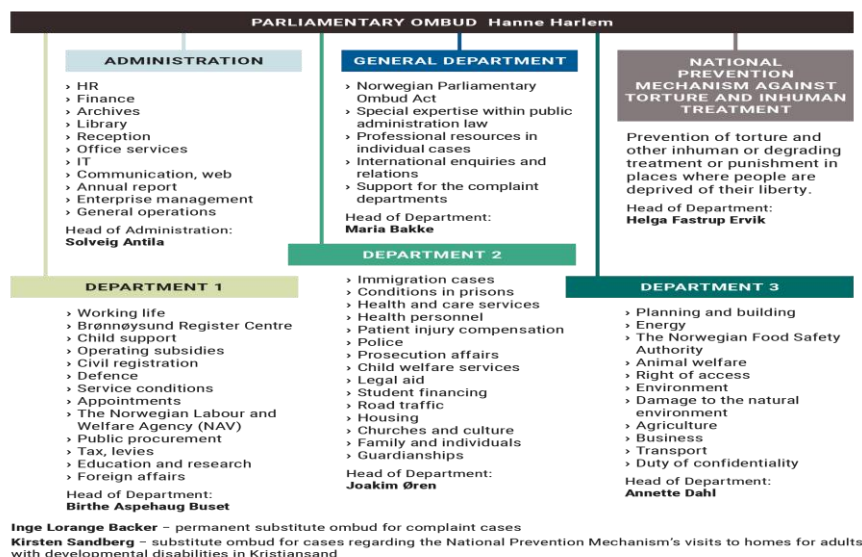 PARLIAMENTARY OMBUD Hanne Harlem
ADMINISTRATION
› HR
› Finance
› Archives
› Library
› Reception
› Office services
› IT
› Communication, web
› Annual report
› Enterprise management
› General operations
Head of Administration:
Solveig Antila
GENERAL DEPARTMENT
› Norwegian Parliamentary
Ombud Act
› Special expertise within public
administration law
› Professional resources in
individual cases
› International enquiries and
relations
› Support for the complaint
departments
Head of Department:
Maria Bakke
NATIONAL
PREVENTION
MECHANISM AGAINST
TORTURE AND INHUMAN
TREATMENT
Prevention of torture and
other inhuman or degrading
treatment or punishment in
places where people are
deprived of their liberty.
Head of Department:
Helga Fastrup Ervik
DEPARTMENT 1
› Working life
› Brønnøysund Register Centre
› Child support
› Operating subsidies
› Civil registration
› Defence
› Service conditions
› Appointments
› The Norwegian Labour and
Welfare Agency (NAV)
› Public procurement
› Tax, levies
› Education and research
› Foreign affairs
Head of Department:
Birthe Aspehaug Buset
DEPARTMENT 2
› Immigration cases
› Conditions in prisons
› Health and care services
› Health personnel
› Patient injury compensation
› Police
› Prosecution affairs
› Child welfare services
› Legal aid
› Student financing
› Road traffic
› Housing
› Churches and culture
› Family and individuals
› Guardianships
Head of Department:
Joakim Øren
DEPARTMENT 3
› Planning and building
› Energy
› The Norwegian Food Safety
Authority
› Animal welfare
› Right of access
› Environment
› Damage to the natural
environment
› Agriculture
› Business
› Transport
› Duty of confidentiality
Head of Department:
Annette Dahl
Inge Lorange Backer – permanent substitute ombud for complaint cases
Kirsten Sandberg – substitute ombud for cases regarding the National Prevention Mechanism's visits to homes for adults
with developmental disabilities in Kristiansand